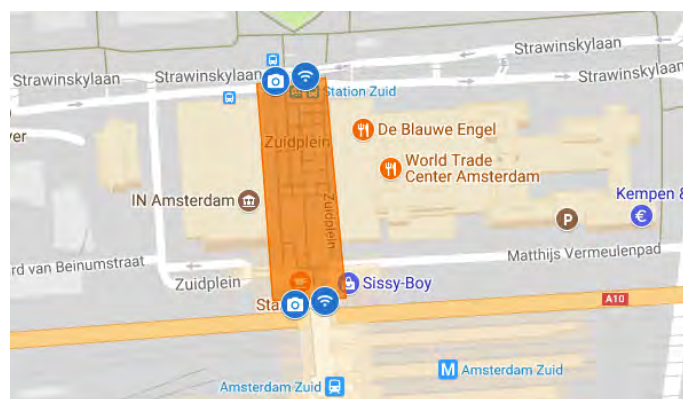 Strawinskylaan
Strawinskylaan
Strawinskylaan
Strawinskylaan
Station Zuid
De Blauwe Engel
Zuidplein
World Trade
Center Amsterdam
IN Amsterdam
Zuidplein
P
Kempen &
€
Matthijs Vermeulenpad
rd van Beinumstraat
Zuidplein
Sissy-Boy
Sta
A10
M Amsterdam Zuid
Amsterdam Zuid